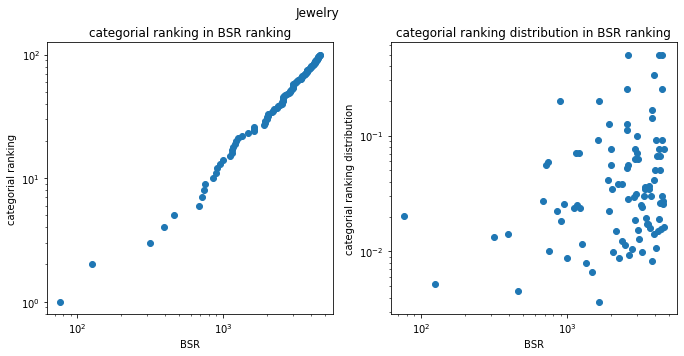 Jewelry
categorial ranking in BSR ranking
categorial ranking distribution in BSR ranking
10²
10¹
10⁰
categorial ranking
10²
10³
BSR
10⁻¹
10⁻²
categorial ranking distribution
10²
10³
BSR